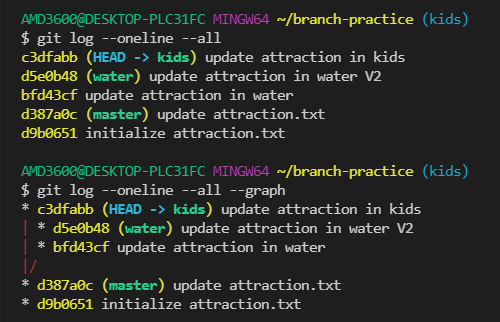 AMD3600@DESKTOP-PLC31FC MINGW64 ~/branch-practice (kids)
$ git log --oneline --all
c3dfabb (HEAD -> kids) update attraction in kids
d5e0b48 (water) update attraction in water V2
bfd43cf update attraction in water
d387a0c (master) update attraction.txt
d9b0651 initialize attraction.txt

AMD3600@DESKTOP-PLC31FC MINGW64 ~/branch-practice (kids)
$ git log --oneline --all --graph
* c3dfabb (HEAD -> kids) update attraction in kids
| * d5e0b48 (water) update attraction in water V2
| * bfd43cf update attraction in water
|/
* d387a0c (master) update attraction.txt
* d9b0651 initialize attraction.txt